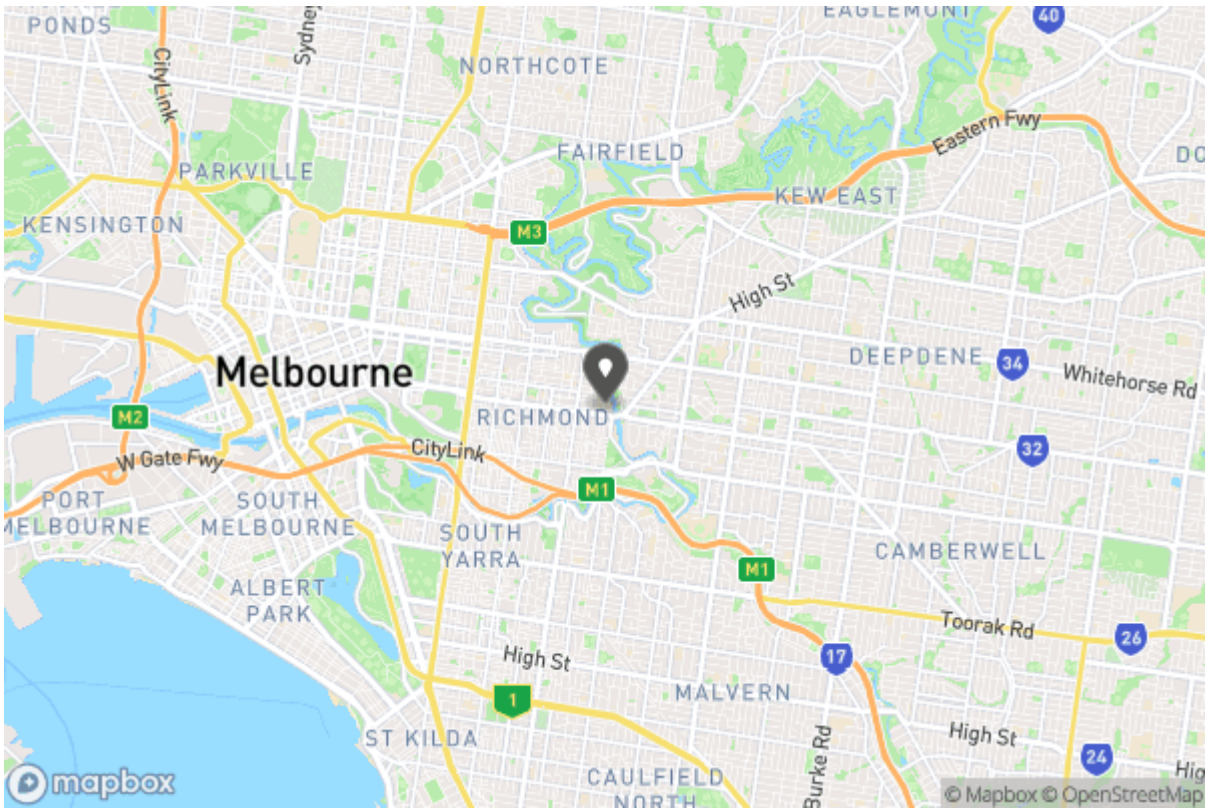 PONDS
CityLink
Sydney
NORTHCOTE
EAGLEMONT
40
Eastern Fwy
DO
PARKVILLE
FAIRFIELD
KEW EAST
KENSINGTON
M3
High St
Melbourne
DEEPDENE
34
Whitehorse Rd
M2
RICHMOND
W Gate Fwy
CityLink
32
M1
PORT
MELBOURNE
SOUTH
MELBOURNE
SOUTH
YARRA
CAMBERWELL
M1
ALBERT
PARK
Toorak Rd
26
High St
17
MALVERN
1
ST KILDA
Burke Rd
High St
24
CAULFIELD
NORTH
Hig
mapbox
© Mapbox © OpenStreetMap